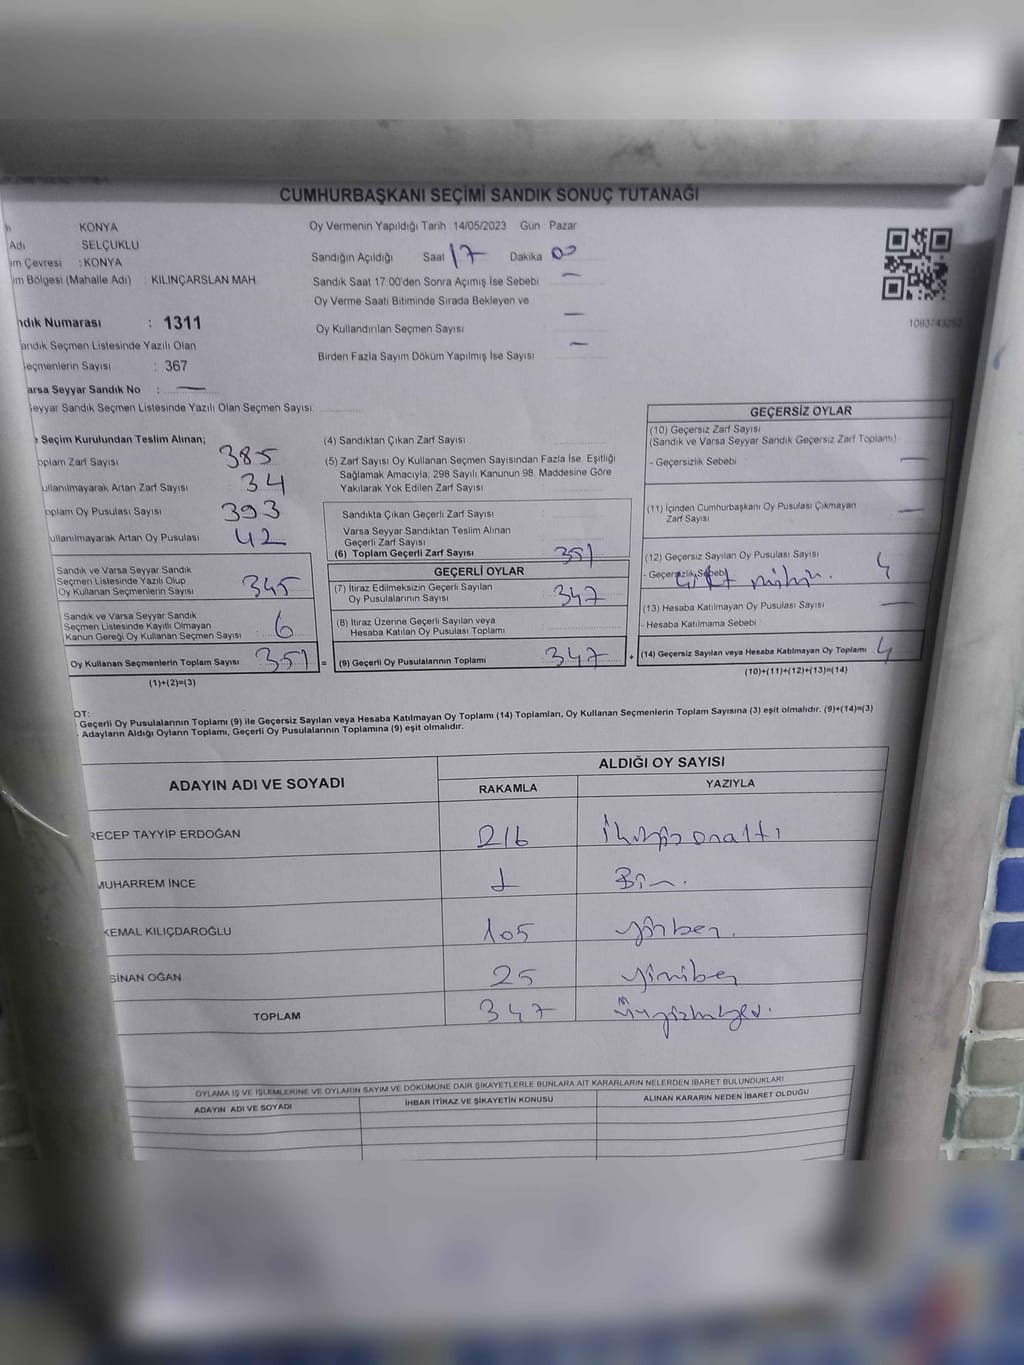 CUMHURBAŞKANI SEÇİMİ SANDIK SONUÇ TUTANAĞI
: KONYA
Adı : SELÇUKLU
im Çevresi : KONYA
im Bölgesi (Mahalle Adı) : KILINÇARSLAN MAH.
ndık Numarası : 1311
andık Seçmen Listesinde Yazılı Olan
eçmenlerin Sayısı : 367
arsa Seyyar Sandık No : —
eyyar Sandık Seçmen Listesinde Yazılı Olan Seçmen Sayısı:
Oy Vermenin Yapıldığı Tarih : 14/05/2023 Gün : Pazar
Sandığın Açıldığı Saat 17 Dakika 00
Sandık Saat 17:00'den Sonra Açımış İse Sebebi —
Oy Verme Saati Bitiminde Sırada Bekleyen ve
Oy Kullandırılan Seçmen Sayısı —
Birden Fazla Sayım Döküm Yapılmış İse Sayısı —
1093743252
e Seçim Kurulundan Teslim Alınan;
oplam Zarf Sayısı 385
ullanılmayarak Artan Zarf Sayısı 34
oplam Oy Pusulası Sayısı 393
ullanılmayarak Artan Oy Pusulası 42
Sandık ve Varsa Seyyar Sandık
Seçmen Listesinde Yazılı Olup
Oy Kullanan Seçmenlerin Sayısı 345
Sandık ve Varsa Seyyar Sandık
Seçmen Listesinde Kayıtlı Olmayan
Kanun Gereği Oy Kullanan Seçmen Sayısı 6
Oy Kullanan Seçmenlerin Toplam Sayısı 351 =
(1)+(2)=(3)
(4) Sandıktan Çıkan Zarf Sayısı
(5) Zarf Sayısı Oy Kullanan Seçmen Sayısından Fazla İse, Eşitliği
Sağlamak Amacıyla; 298 Sayılı Kanunun 98. Maddesine Göre
Yakılarak Yok Edilen Zarf Sayısı
Sandıkta Çıkan Geçerli Zarf Sayısı
Varsa Seyyar Sandıktan Teslim Alınan
Geçerli Zarf Sayısı
(6) Toplam Geçerli Zarf Sayısı 351
GEÇERLİ OYLAR
(7) İtiraz Edilmeksizin Geçerli Sayılan
Oy Pusulalarının Sayısı 347
(8) İtiraz Üzerine Geçerli Sayılan veya
Hesaba Katılan Oy Pusulası Toplamı
(9) Geçerli Oy Pusulalarının Toplamı 347 +
GEÇERSİZ OYLAR
(10) Geçersiz Zarf Sayısı
(Sandık ve Varsa Seyyar Sandık Geçersiz Zarf Toplamı)
- Geçersizlik Sebebi —
(11) İçinden Cumhurbaşkanı Oy Pusulası Çıkmayan
Zarf Sayısı —
(12) Geçersiz Sayılan Oy Pusulası Sayısı 4
- Geçersizlik Sebebi çift mühür.
(13) Hesaba Katılmayan Oy Pusulası Sayısı —
- Hesaba Katılmama Sebebi
(14) Geçersiz Sayılan veya Hesaba Katılmayan Oy Toplamı 4
(10)+(11)+(12)+(13)=(14)
OT:
Geçerli Oy Pusulalarının Toplamı (9) ile Geçersiz Sayılan veya Hesaba Katılmayan Oy Toplamı (14) Toplamları, Oy Kullanan Seçmenlerin Toplam Sayısına (3) eşit olmalıdır. (9)+(14)=(3)
- Adayların Aldığı Oyların Toplamı, Geçerli Oy Pusulalarının Toplamına (9) eşit olmalıdır.
ADAYIN ADI VE SOYADI ALDIĞI OY SAYISI
RAKAMLA YAZIYLA
RECEP TAYYİP ERDOĞAN 216 İkiyüzonaltı
MUHARREM İNCE 1 Bir.
KEMAL KILIÇDAROĞLU 105 yüzbeş.
SİNAN OĞAN 25 yirmibeş
TOPLAM 347 üçyüzkırkyedi.
OYLAMA İŞ VE İŞLEMLERİNE VE OYLARIN SAYIM VE DÖKÜMÜNE DAİR ŞİKAYETLERLE BUNLARA AİT KARARLARIN NELERDEN İBARET BULUNDUKLARI
ADAYIN ADI VE SOYADI İHBAR İTİRAZ VE ŞİKAYETİN KONUSU ALINAN KARARIN NEDEN İBARET OLDUĞU